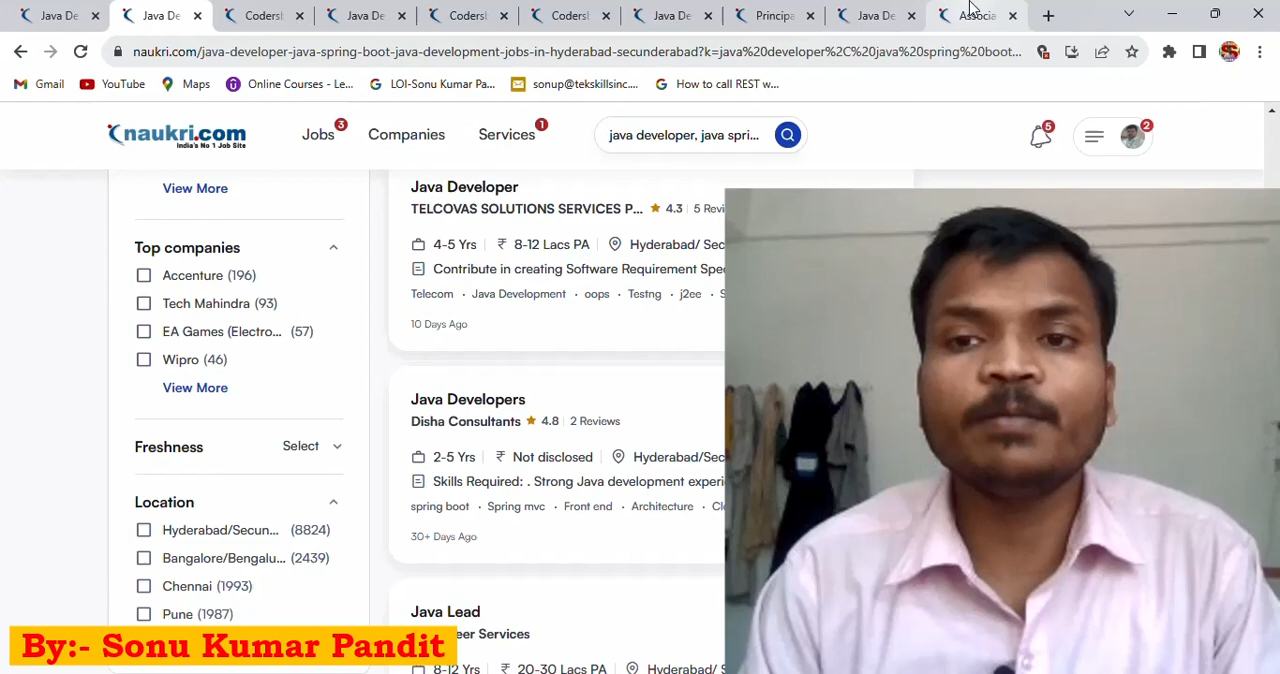 Java De
Java De
Codersb
Java De
Codersb
Codersb
Java De
Principa
Java De
Associa
naukri.com/java-developer-java-spring-boot-java-development-jobs-in-hyderabad-secunderabad?k=java%20developer%2C%20java%20spring%20boot...
Gmail
YouTube
Maps
Online Courses - Le...
LOI-Sonu Kumar Pa...
sonup@tekskillsinc....
How to call REST w...
naukri.com
India's No 1 Job Site
Jobs 3
Companies
Services 1
java developer, java spri...
5
2
View More
Top companies
Accenture (196)
Tech Mahindra (93)
EA Games (Electro... (57)
Wipro (46)
View More
Freshness
Select
Location
Hyderabad/Secun... (8824)
Bangalore/Bengalu... (2439)
Chennai (1993)
Pune (1987)
Java Developer
TELCOVAS SOLUTIONS SERVICES P... 4.3 5 Revi
4-5 Yrs ₹ 8-12 Lacs PA Hyderabad/ Sec
Contribute in creating Software Requirement Spe
Telecom · Java Development · oops · Testng · j2ee · S
10 Days Ago
Java Developers
Disha Consultants 4.8 2 Reviews
2-5 Yrs ₹ Not disclosed Hyderabad/Sec
Skills Required: . Strong Java development experi
spring boot · Spring mvc · Front end · Architecture · Clo
30+ Days Ago
Java Lead
eer Services
8-12 Yrs ₹ 20-30 Lacs PA Hyderabad/Sec
By:- Sonu Kumar Pandit